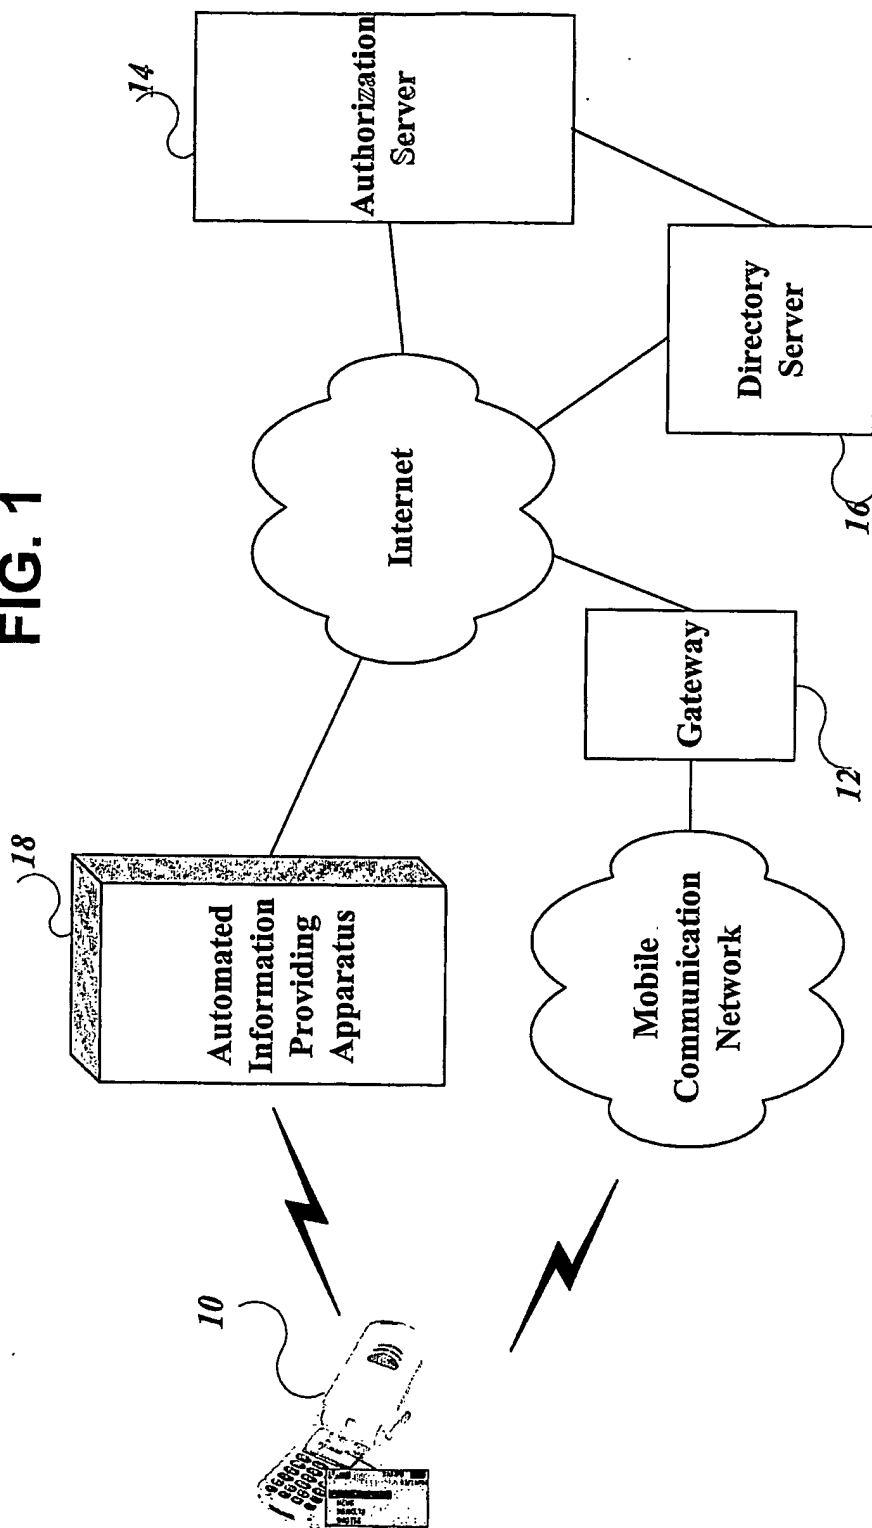 FIG. 1
10
18
Automated
Information
Providing
Apparatus
Internet
14
Authorization
Server
Mobile
Communication
Network
Gateway
12
Directory
Server
16